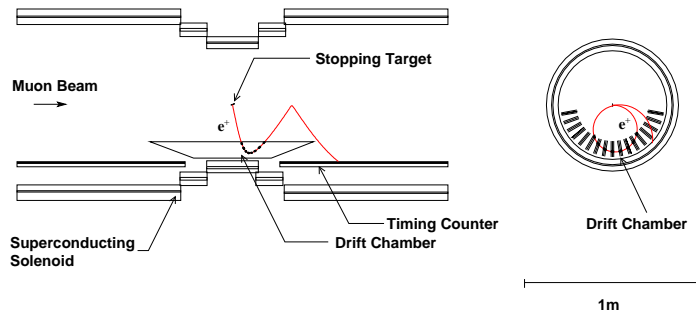 Stopping Target
Muon Beam
e+
e+
Timing Counter
Drift Chamber
Superconducting
Solenoid
Drift Chamber
1m